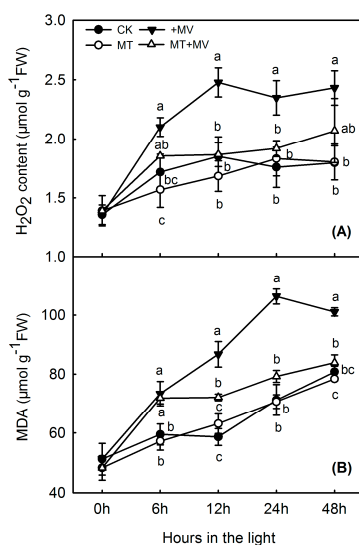 CK +MV
MT MT+MV
H₂O₂ content (μmol g⁻¹FW)
3.0
2.5
2.0
1.5
1.0
a a a a
ab b b ab
bc b b b
c b b b
(A)
MDA (μmol g⁻¹FW)
100
80
60
40
a a a a
a b b b
b c b bc
b c b c
(B)
0h 6h 12h 24h 48h
Hours in the light